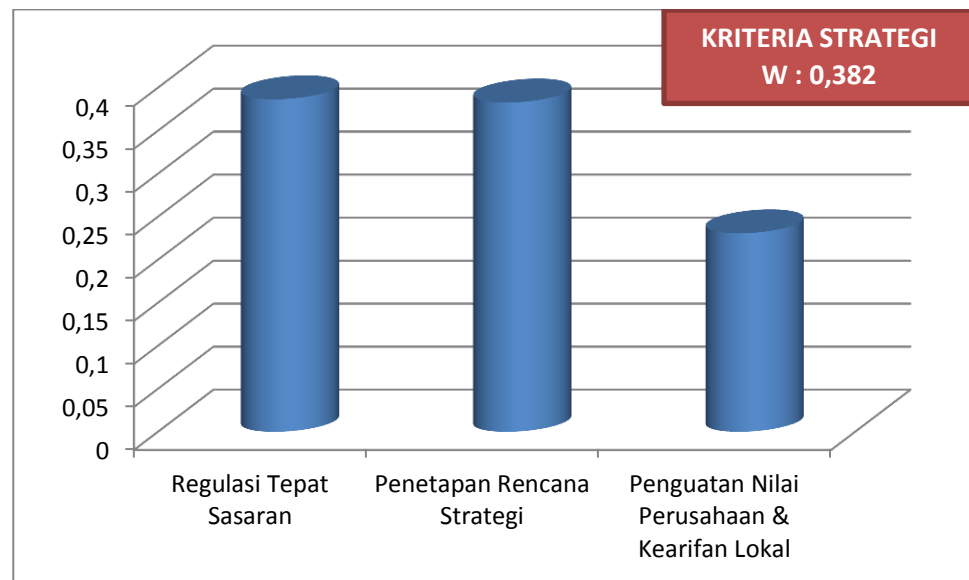 KRITERIA STRATEGI
W : 0,382
0,4
0,35
0,3
0,25
0,2
0,15
0,1
0,05
0
Regulasi Tepat
Sasaran
Penetapan Rencana
Strategi
Penguatan Nilai
Perusahaan &
Kearifan Lokal